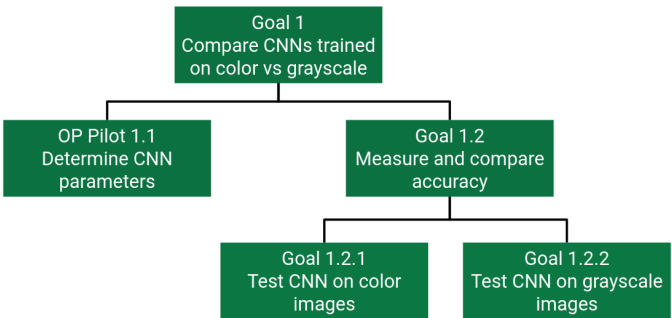 Goal 1
Compare CNNs trained
on color vs grayscale
OP Pilot 1.1
Determine CNN
parameters
Goal 1.2
Measure and compare
accuracy
Goal 1.2.1
Test CNN on color
images
Goal 1.2.2
Test CNN on grayscale
images